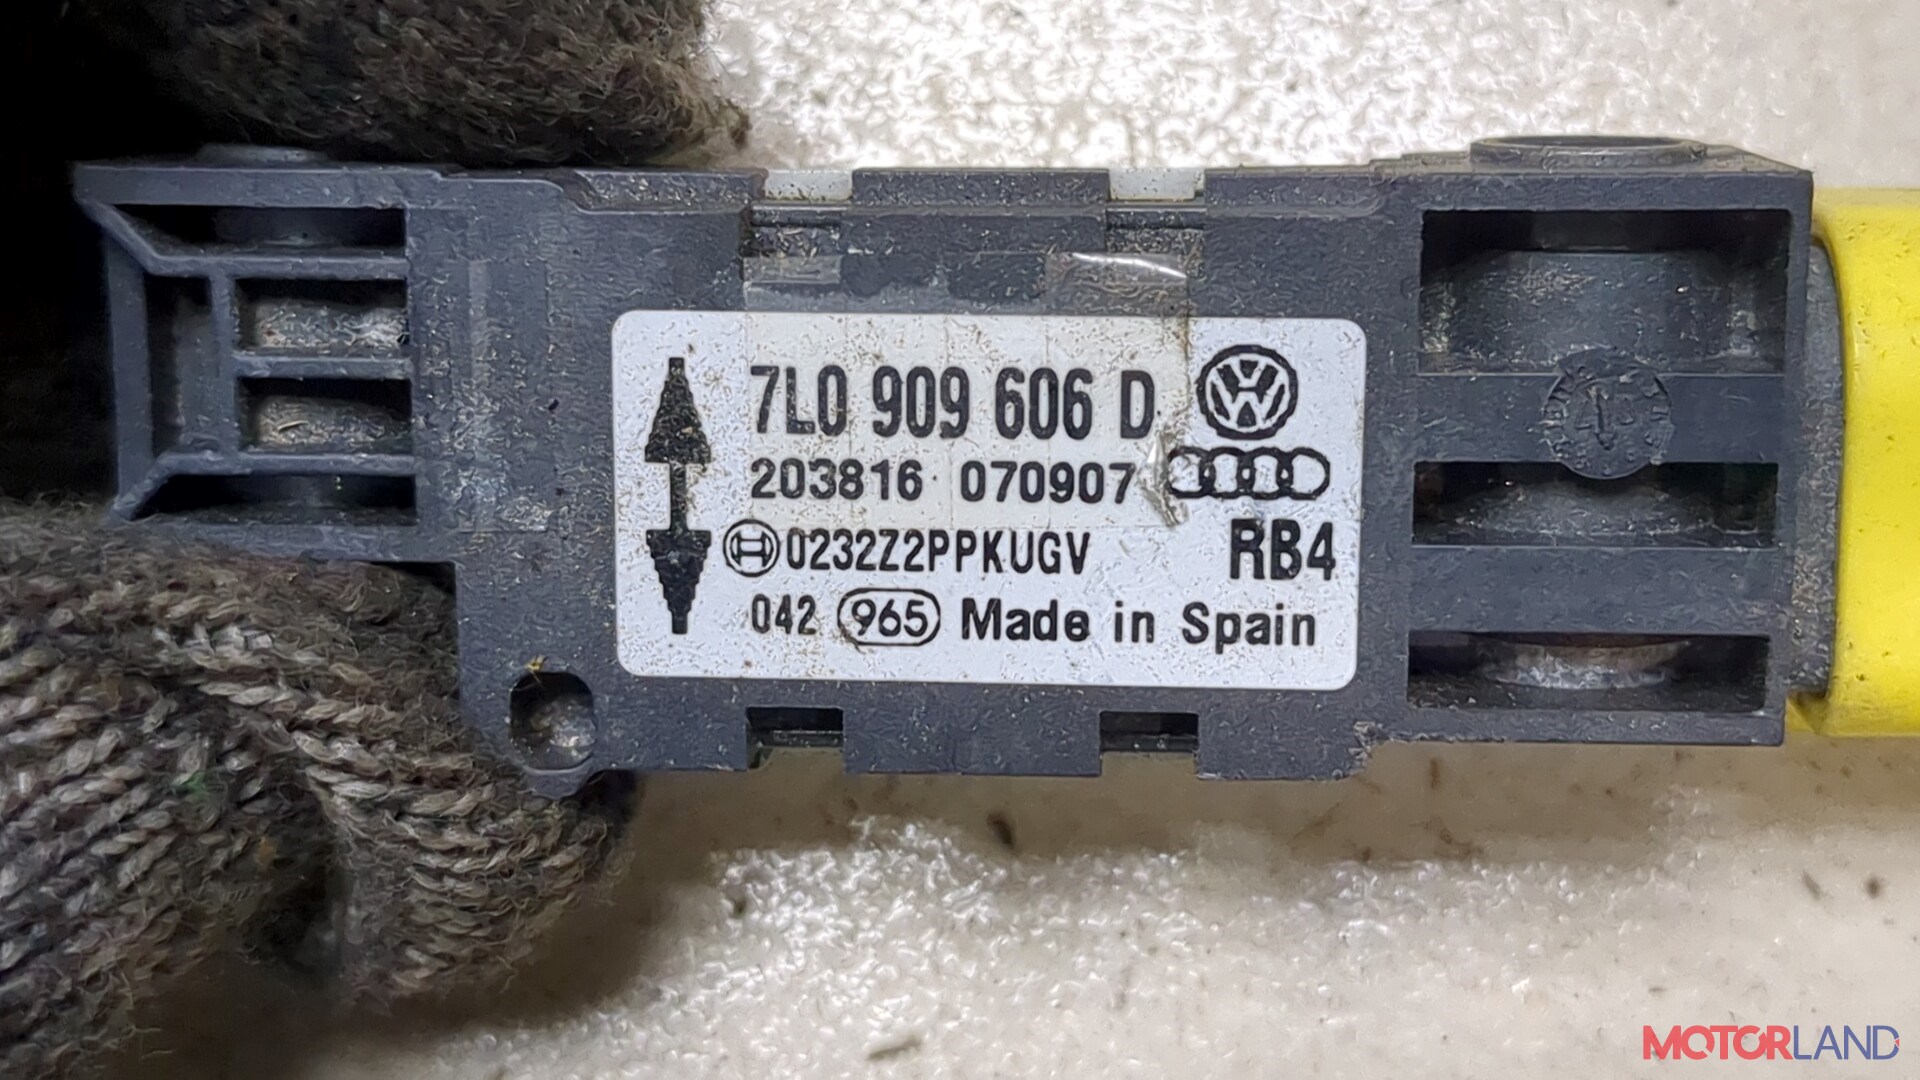 7L0 909 606 D
203816 070907
0232Z2PPKUGV RB4
042 965 Made in Spain
MOTORLAND